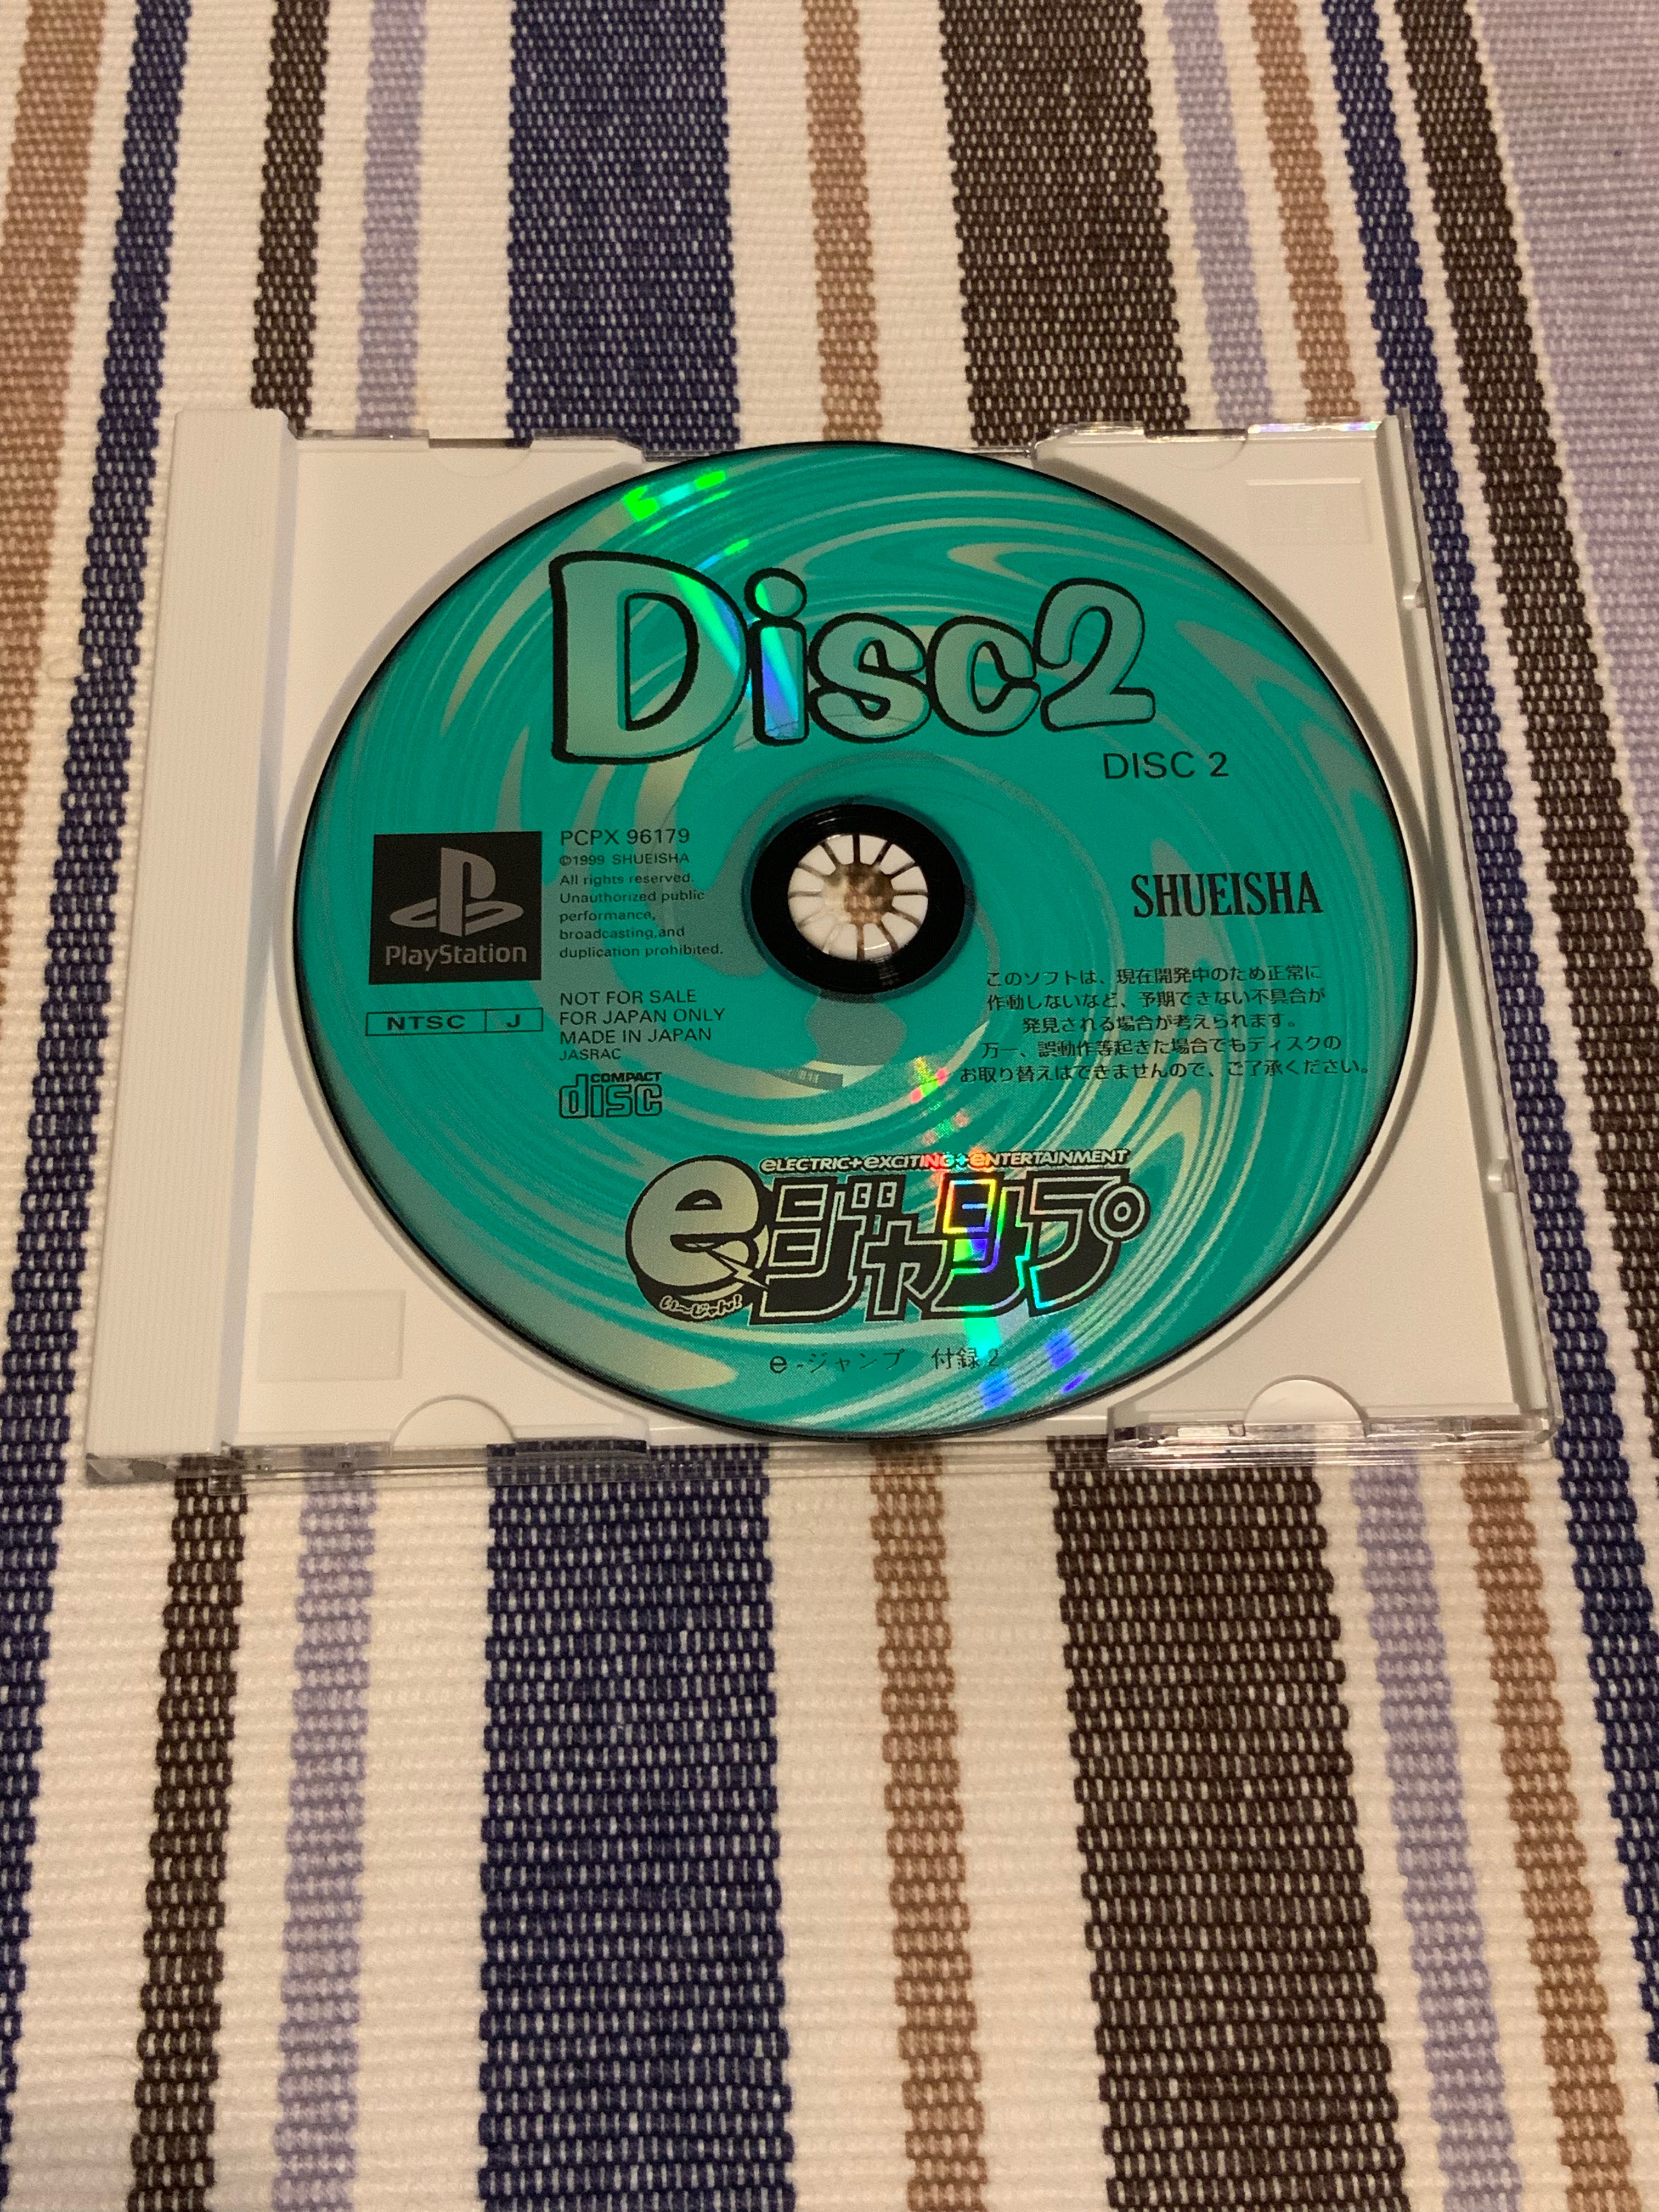 Disc2
DISC 2
PlayStation
NTSC J
PCPX 96179
©1999 SHUEISHA
All rights reserved.
Unauthorized public
performance,
broadcasting,and
duplication prohibited.
NOT FOR SALE
FOR JAPAN ONLY
MADE IN JAPAN
JASRAC
COMPACT
disc
SHUEISHA
このソフトは、現在開発中のため正常に
作動しないなど、予期できない不具合が
発見される場合が考えられます。
万一、誤動作等起きた場合でもディスクの
お取り替えはできませんので、ご了承ください。
eLECTRIC+eXCITING+eNTERTAINMENT
eジャンプ
いーじゃん!
e-ジャンプ 付録2